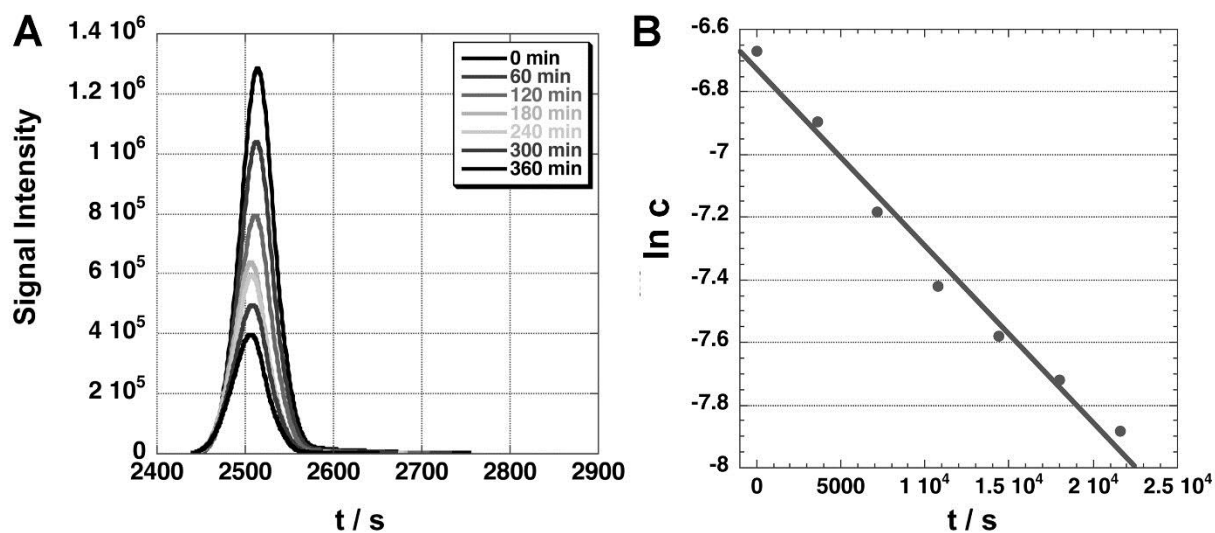 A
Signal Intensity
1.4 10⁶
1.2 10⁶
1 10⁶
8 10⁵
6 10⁵
4 10⁵
2 10⁵
0
2400 2500 2600 2700 2800 2900
t / s
0 min
60 min
120 min
180 min
240 min
300 min
360 min
B
ln c
-6.6
-6.8
-7
-7.2
-7.4
-7.6
-7.8
-8
0 5000 1 10⁴ 1.5 10⁴ 2 10⁴ 2.5 10⁴
t / s